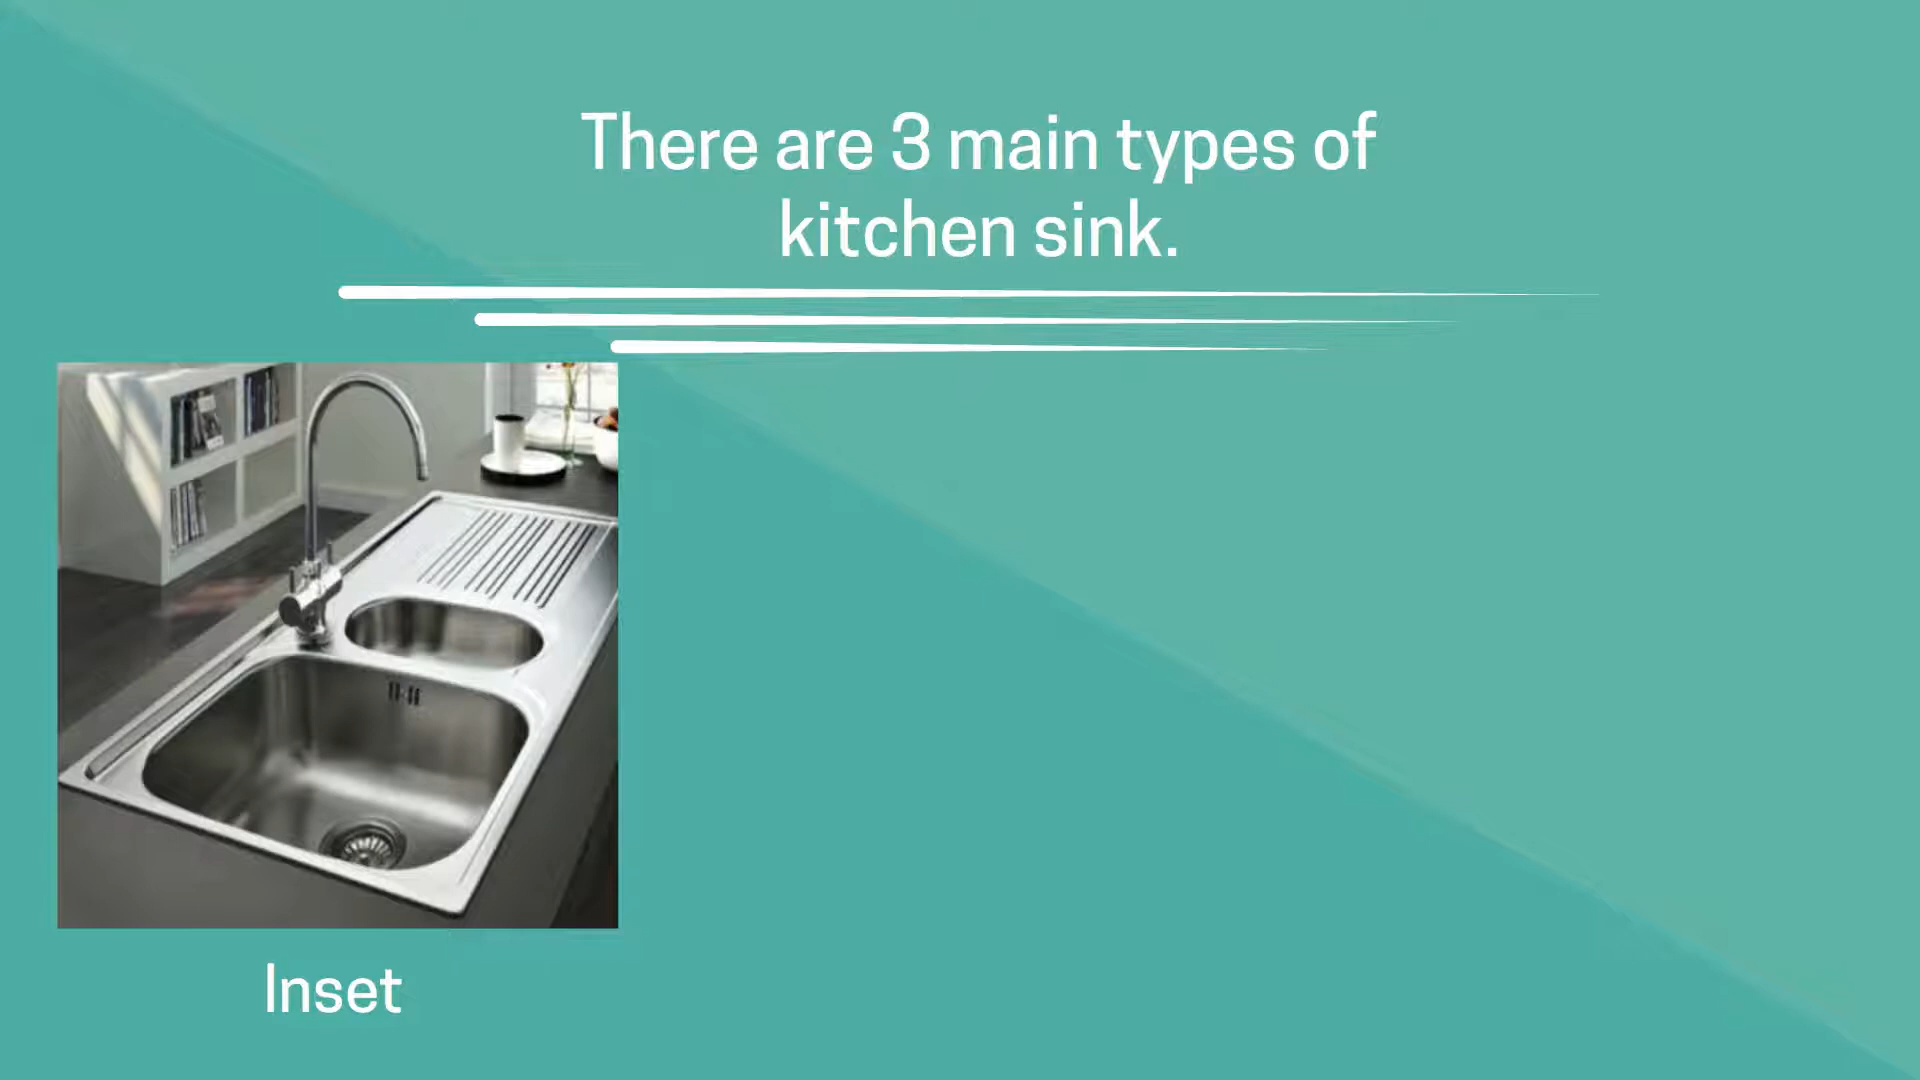 There are 3 main types of
kitchen sink.
Inset